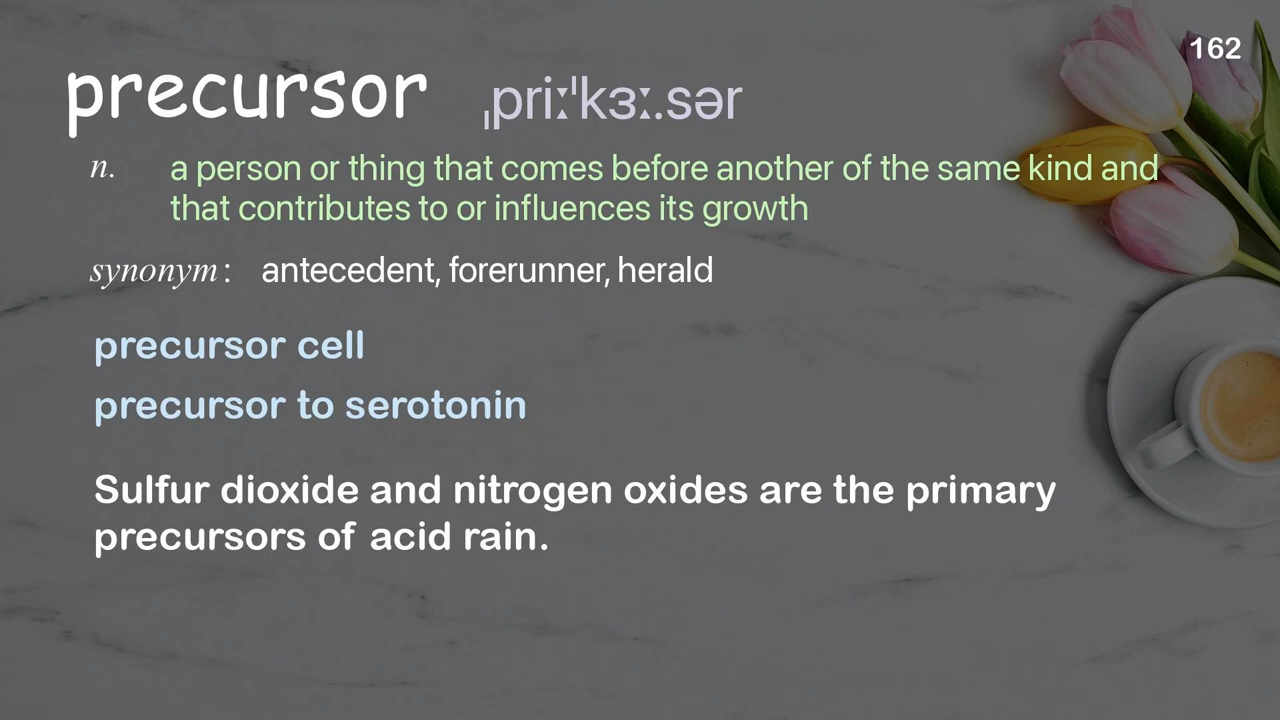 162
precursor ˌpriːˈkɜː.sər
n. a person or thing that comes before another of the same kind and
that contributes to or influences its growth
synonym: antecedent, forerunner, herald
precursor cell
precursor to serotonin
Sulfur dioxide and nitrogen oxides are the primary
precursors of acid rain.